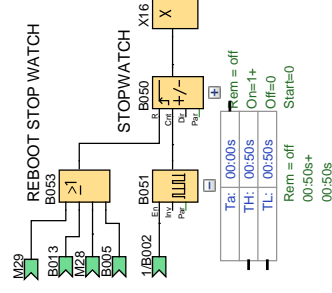 REBOOT STOP WATCH
M29
B013
M28
B005
B053
≥1
STOPWATCH
1/B002
B051
En
Inv
Par
B050
R
Cnt
Dir
Par
+/-
X16
X
Rem = off
On=1+
Off=0
Start=0
Ta: 00:00s
TH: 00:50s
TL: 00:50s
Rem = off
00:50s+
00:50s